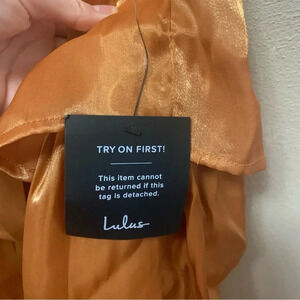 TRY ON FIRST!
This item cannot
be returned if this
tag is detached.
Lulus